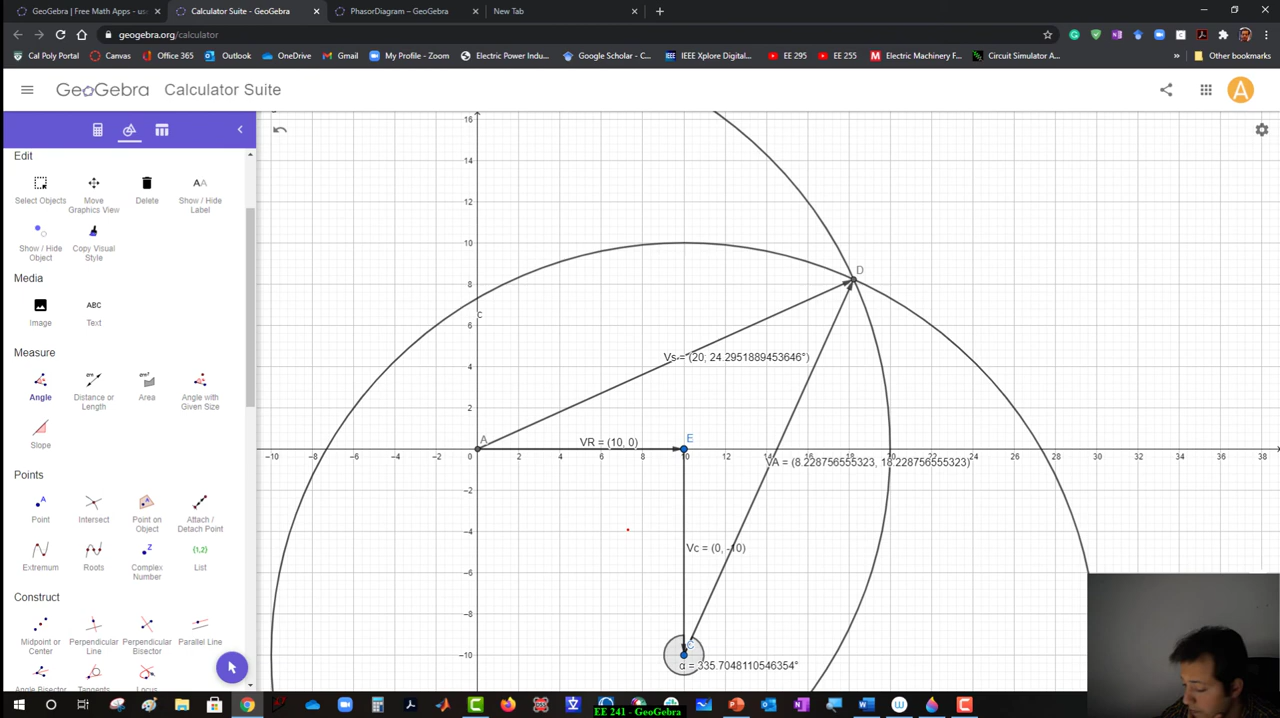 GeoGebra | Free Math Apps - use
Calculator Suite - GeoGebra
PhasorDiagram – GeoGebra
New Tab
geogebra.org/calculator
Cal Poly Portal
Canvas
Office 365
Outlook
OneDrive
Gmail
My Zoom Page
Electric Power Indu...
Google Scholar - C...
IEEE Xplore Digital...
EE 295
EE 255
Electric Machinery F...
Circuit Simulator A...
»
Other bookmarks
GeoGebra
Calculator Suite
A
Edit
Select Objects
Move Graphics View
Delete
AA
Show / Hide Label
Show / Hide Object
Copy Visual Style
Media
Image
ABC
Text
Measure
Angle
Distance or Length
Area
Angle with Given Size
Slope
Points
Point
Intersect
Point on Object
Attach / Detach Point
Extremum
Roots
Complex Number
{1,2}
List
Construct
Midpoint or Center
Perpendicular Line
Perpendicular Bisector
Parallel Line
Angle Bisector
Tangents
Locus
16
14
12
10
8
6
4
2
0
−2
−4
−6
−8
−10
−10 −8 −6 −4 −2 2 4 6 8 10 12 14 16 18 20 22 24 26 28 30 32 34 36 38
c
D
Vs = (20, 24.2951889453646°)
A
VR = (10, 0)
E
VA = (8.228756555323, 18.228756555323)
Vc = (0, -10)
C
α = 335.7048110546354°
EE 241 - GeoGebra